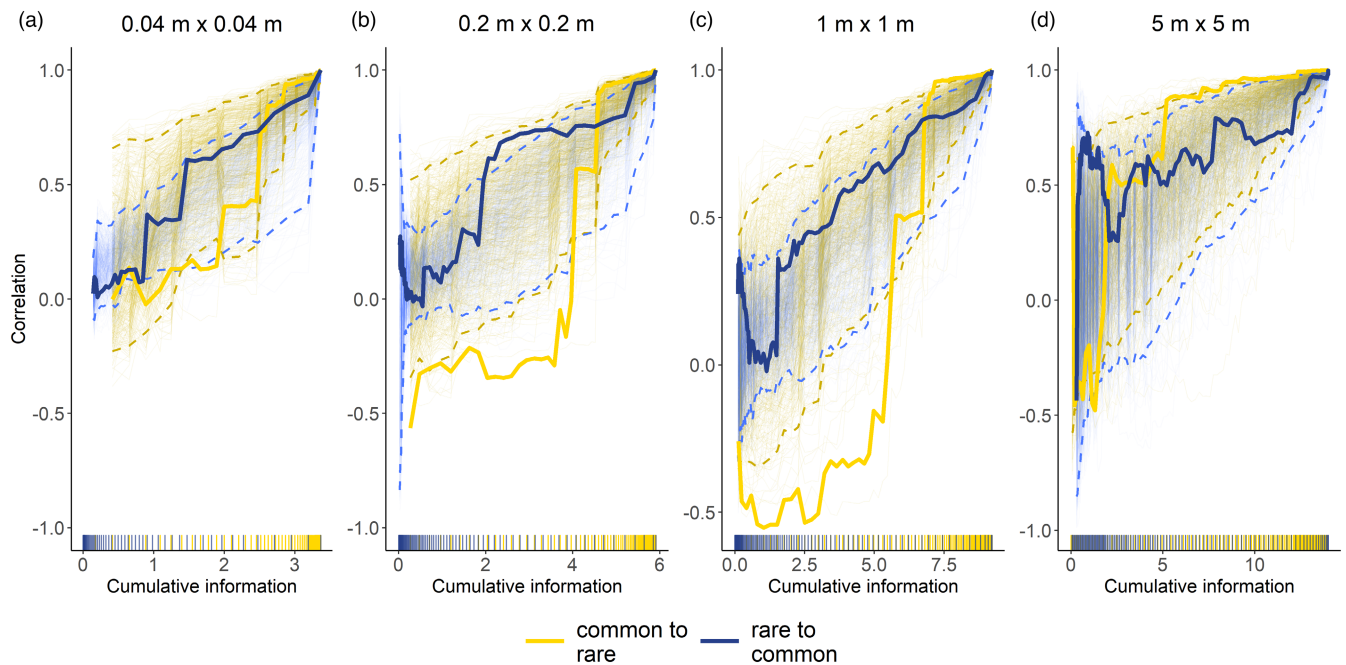 (a) 0.04 m x 0.04 m
(b) 0.2 m x 0.2 m
(c) 1 m x 1 m
(d) 5 m x 5 m
Correlation
1.0
0.5
0.0
-0.5
-1.0
0 1 2 3
Cumulative information
1.0
0.5
0.0
-0.5
-1.0
0 2 4 6
Cumulative information
1.0
0.5
0.0
-0.5
0.0 2.5 5.0 7.5
Cumulative information
1.0
0.5
0.0
-0.5
-1.0
0 5 10
Cumulative information
common to
rare
rare to
common